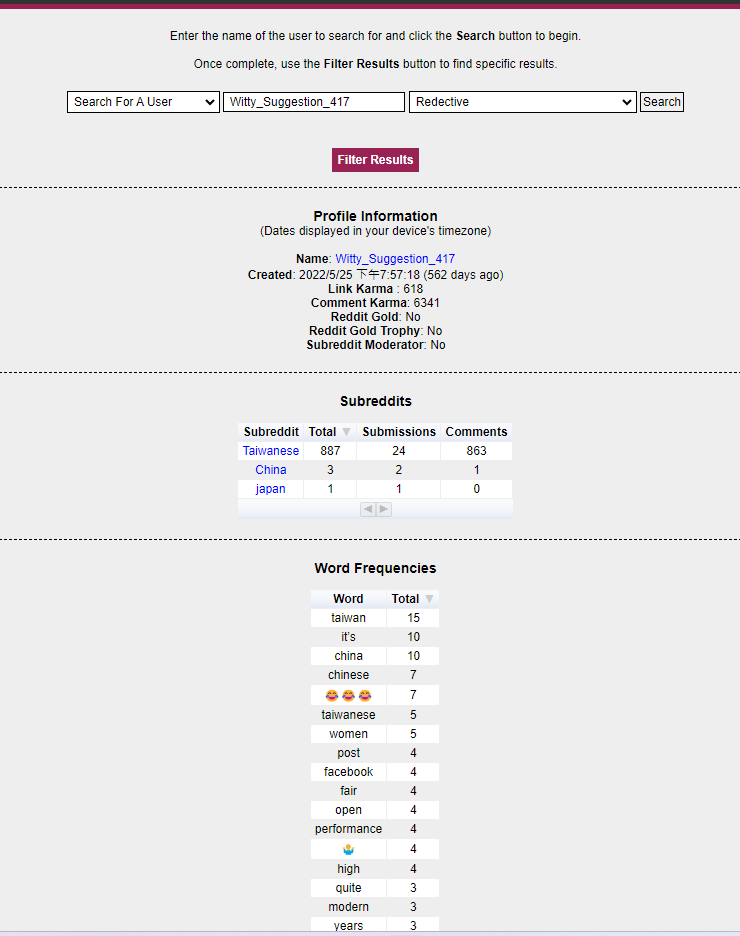 Enter the name of the user to search for and click the Search button to begin.
Once complete, use the Filter Results button to find specific results.
Search For A User Witty_Suggestion_417 Redective Search
Filter Results
Profile Information
(Dates displayed in your device's timezone)
Name: Witty_Suggestion_417
Created: 2022/5/25 下午7:57:18 (562 days ago)
Link Karma : 618
Comment Karma: 6341
Reddit Gold: No
Reddit Gold Trophy: No
Subreddit Moderator: No
Subreddits
Subreddit Total Submissions Comments
Taiwanese 887 24 863
China 3 2 1
japan 1 1 0
Word Frequencies
Word Total
taiwan 15
it's 10
china 10
chinese 7
😂😂😂 7
taiwanese 5
women 5
post 4
facebook 4
fair 4
open 4
performance 4
🤷 4
high 4
quite 3
modern 3
years 3